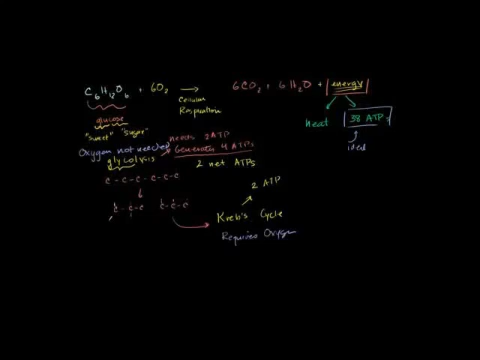 C6H12O6 + 6O2 → 6CO2 + 6H2O + energy
glucose
Cellular Respiration
"sweet" "sugar"
heat 38 ATP
ideal
Oxygen not needed
needs 2 ATP
Generates 4 ATPs
glycolysis
2 net ATPs
C-C-C-C-C-C
C-C-C C-C-C
2 ATP
Kreb's Cycle
Requires Oxygen